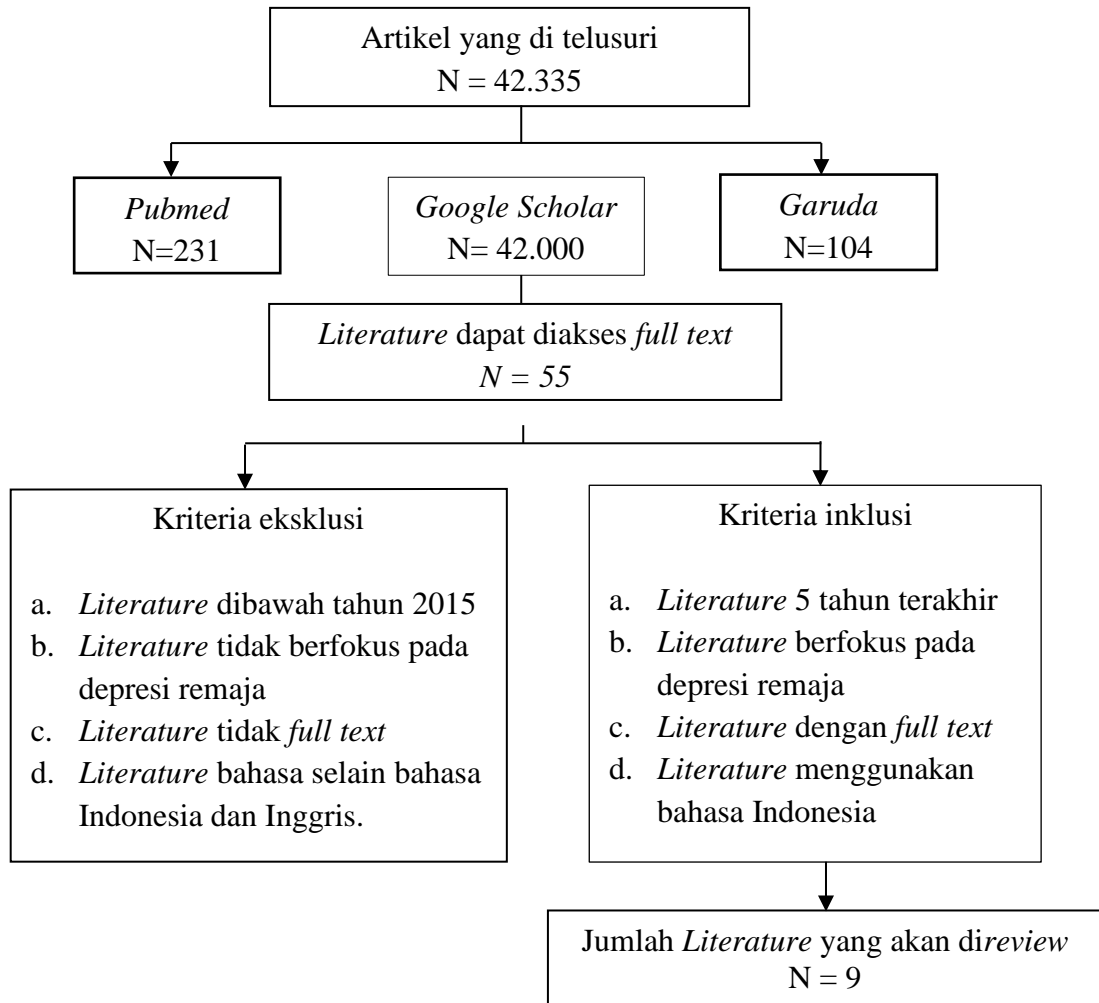 Artikel yang di telusuri
N = 42.335
Pubmed
N=231
Google Scholar
N= 42.000
Garuda
N=104
Literature dapat diakses full text
N = 55
Kriteria eksklusi
a. Literature dibawah tahun 2015
b. Literature tidak berfokus pada
depresi remaja
c. Literature tidak full text
d. Literature bahasa selain bahasa
Indonesia dan Inggris.
Kriteria inklusi
a. Literature 5 tahun terakhir
b. Literature berfokus pada
depresi remaja
c. Literature dengan full text
d. Literature menggunakan
bahasa Indonesia
Jumlah Literature yang akan direview
N = 9